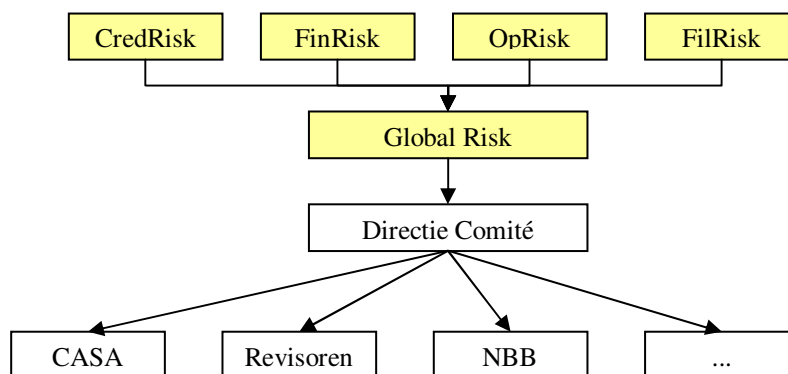 CredRisk
FinRisk
OpRisk
FilRisk
Global Risk
Directie Comité
CASA
Revisoren
NBB
...